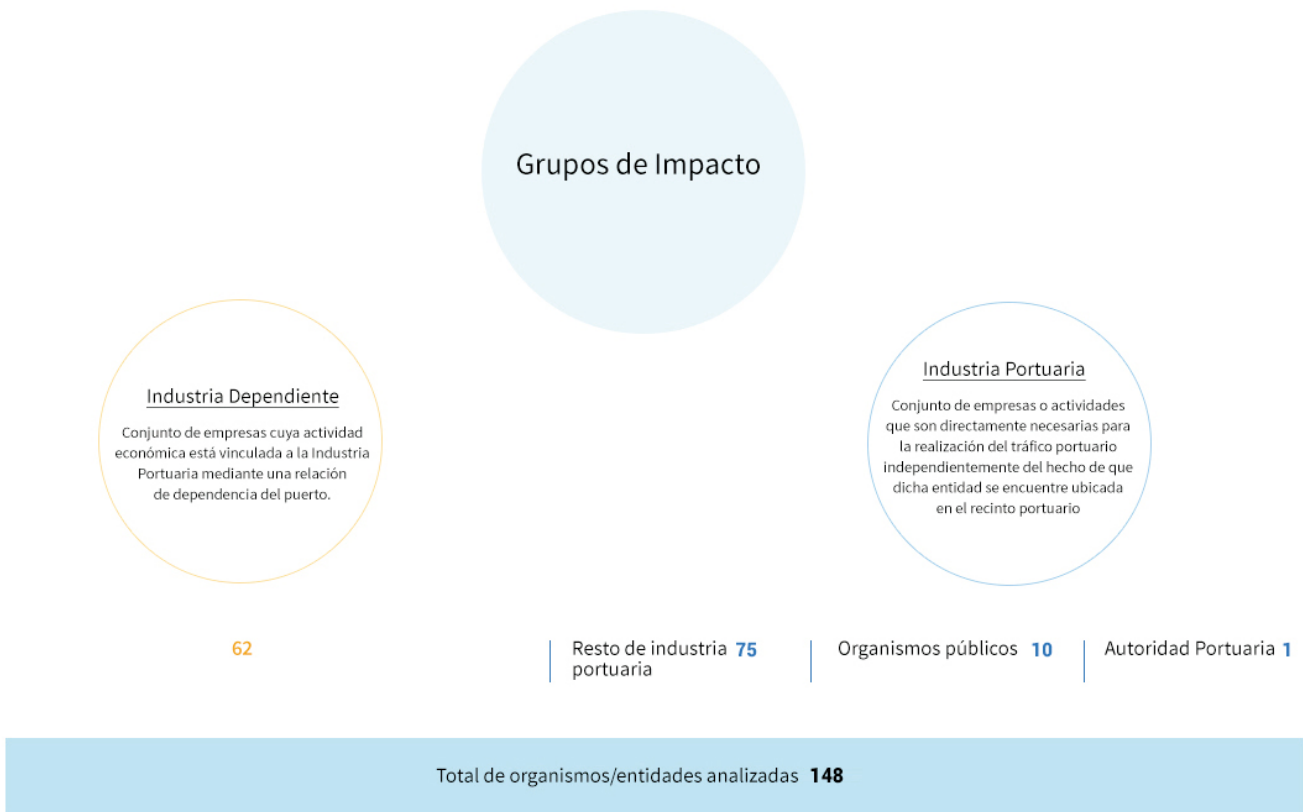 Grupos de Impacto
Industria Dependiente
Conjunto de empresas cuya actividad
económica está vinculada a la Industria
Portuaria mediante una relación
de dependencia del puerto.
Industria Portuaria
Conjunto de empresas o actividades
que son directamente necesarias para
la realización del tráfico portuario
independientemente del hecho de que
dicha entidad se encuentre ubicada
en el recinto portuario
62
Resto de industria 75
portuaria
Organismos públicos 10
Autoridad Portuaria 1
Total de organismos/entidades analizadas 148